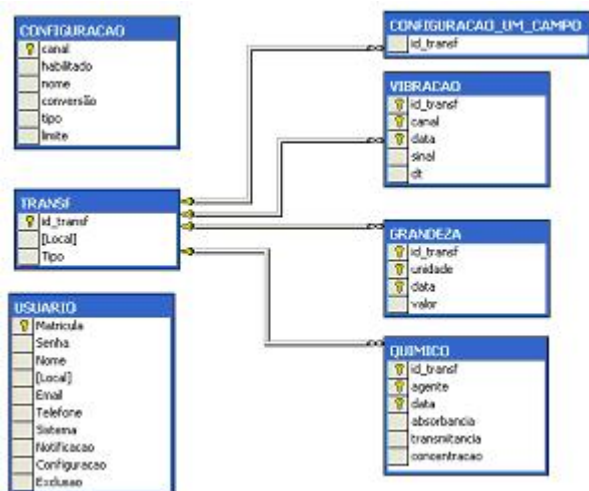 CONFIGURACAO
canal
habilitado
nome
conversão
tipo
limite
CONFIGURACAO_UM_CAMPO
id_transf
VIBRACAO
id_transf
canal
data
sinal
dt
TRANSF
id_transf
[Local]
Tipo
GRANDEZA
id_transf
unidade
data
valor
USUARIO
Matricula
Senha
Nome
[Local]
Email
Telefone
Sistema
Notificacao
Configuracao
Exclusao
QUIMICO
id_transf
agente
data
absorbancia
transmitancia
concentracao